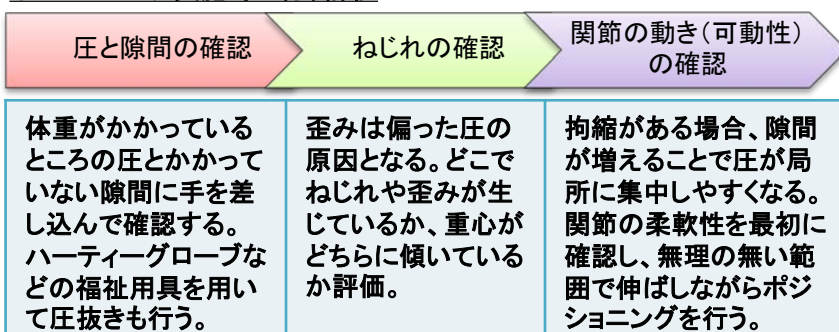 圧と隙間の確認
ねじれの確認
関節の動き(可動性)
の確認
体重がかかっている
ところの圧とかかって
いない隙間に手を差
し込んで確認する。
ハーティーグローブな
どの福祉用具を用い
て圧抜きも行う。
歪みは偏った圧の
原因となる。どこで
ねじれや歪みが生
じているか、重心が
どちらに傾いている
か評価。
拘縮がある場合、隙間
が増えることで圧が局
所に集中しやすくなる。
関節の柔軟性を最初に
確認し、無理の無い範
囲で伸ばしながらポジ
ショニングを行う。